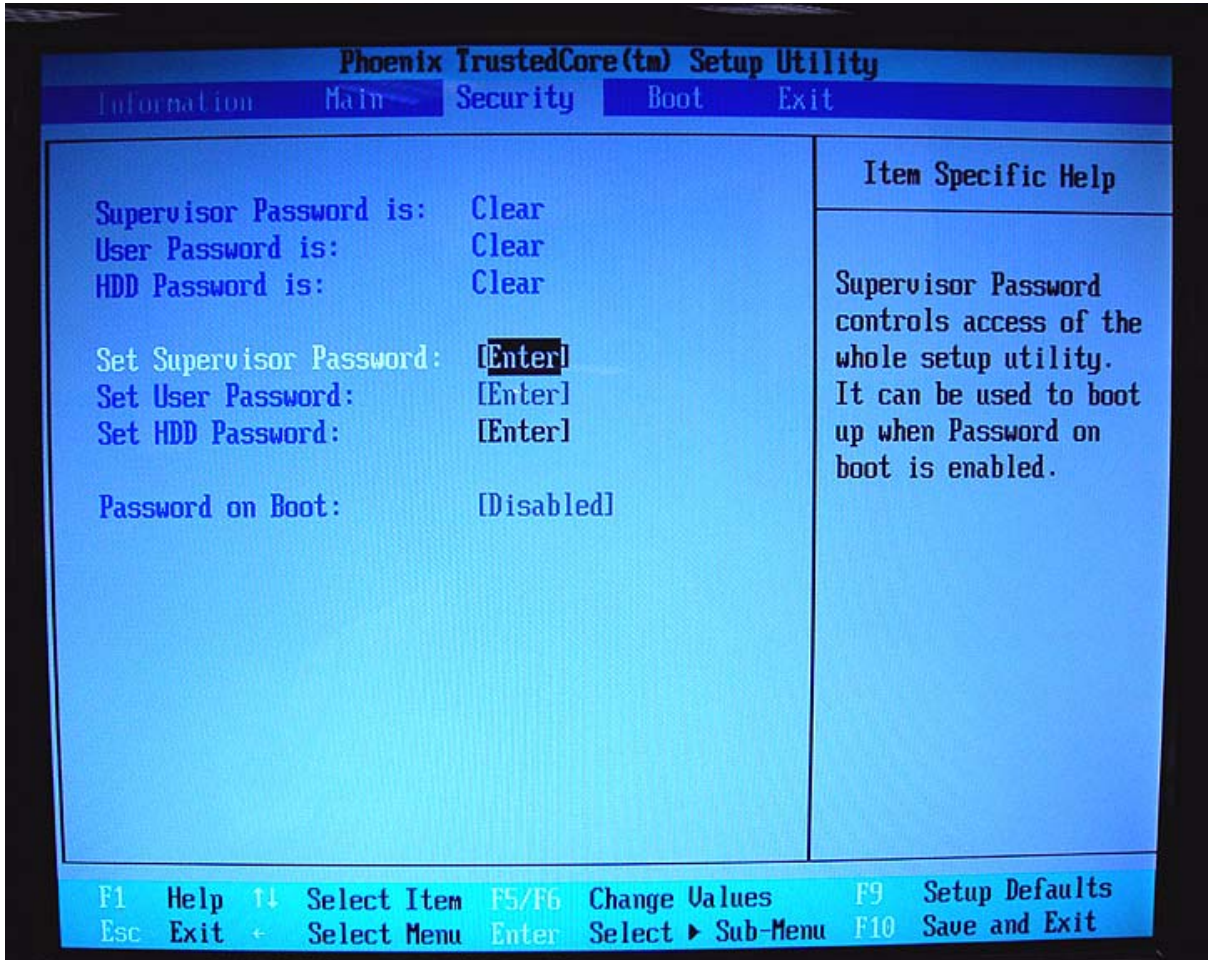 Phoenix TrustedCore(tm) Setup Utility
Information Main Security Boot Exit
Item Specific Help
Supervisor Password is: Clear
User Password is: Clear
HDD Password is: Clear
Set Supervisor Password: [Enter]
Set User Password: [Enter]
Set HDD Password: [Enter]
Password on Boot: [Disabled]
Supervisor Password
controls access of the
whole setup utility.
It can be used to boot
up when Password on
boot is enabled.
F1 Help ↑↓ Select Item F5/F6 Change Values F9 Setup Defaults
Esc Exit ← Select Menu Enter Select ▶ Sub-Menu F10 Save and Exit